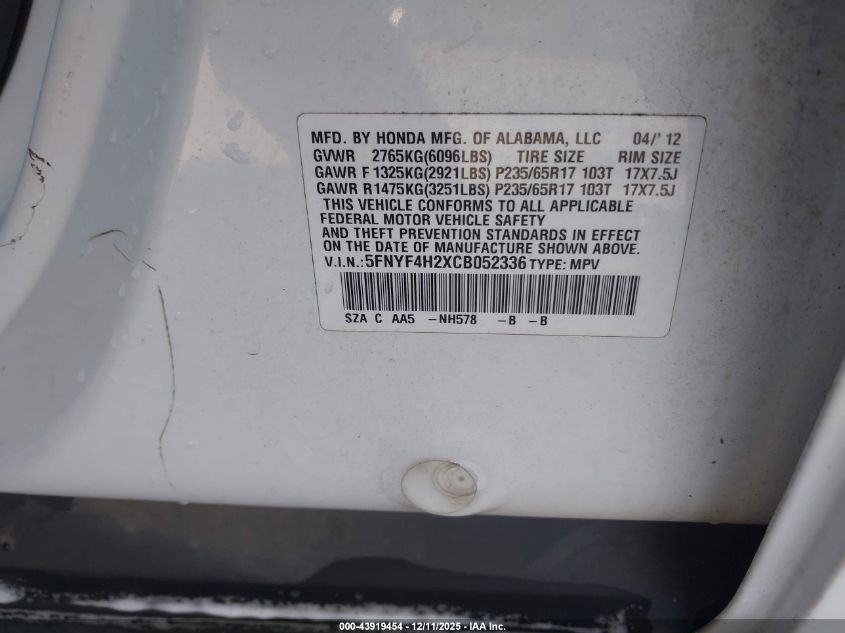 MFD. BY HONDA MFG. OF ALABAMA, LLC 04/'12
GVWR 2765KG(6096LBS) TIRE SIZE RIM SIZE
GAWR F 1325KG(2921LBS) P235/65R17 103T 17X7.5J
GAWR R 1475KG(3251LBS) P235/65R17 103T 17X7.5J
THIS VEHICLE CONFORMS TO ALL APPLICABLE
FEDERAL MOTOR VEHICLE SAFETY
AND THEFT PREVENTION STANDARDS IN EFFECT
ON THE DATE OF MANUFACTURE SHOWN ABOVE.
V.I.N.:5FNYF4H2XCB052336 TYPE: MPV
SZA C AA5 -NH578 -B -B
000-43919454 - 12/11/2025 - IAA Inc.